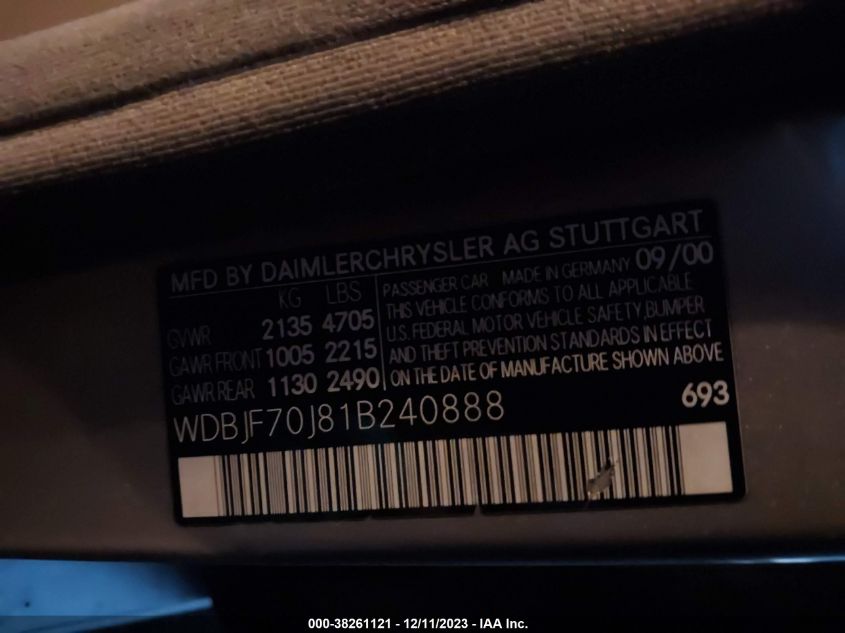 MFD BY DAIMLERCHRYSLER AG STUTTGART
KG LBS
GVWR 2135 4705
GAWR FRONT 1005 2215
GAWR REAR 1130 2490
PASSENGER CAR MADE IN GERMANY 09/00
THIS VEHICLE CONFORMS TO ALL APPLICABLE
U.S. FEDERAL MOTOR VEHICLE SAFETY, BUMPER
AND THEFT PREVENTION STANDARDS IN EFFECT
ON THE DATE OF MANUFACTURE SHOWN ABOVE
WDBJF70J81B240888 693
000-38261121 - 12/11/2023 - IAA Inc.